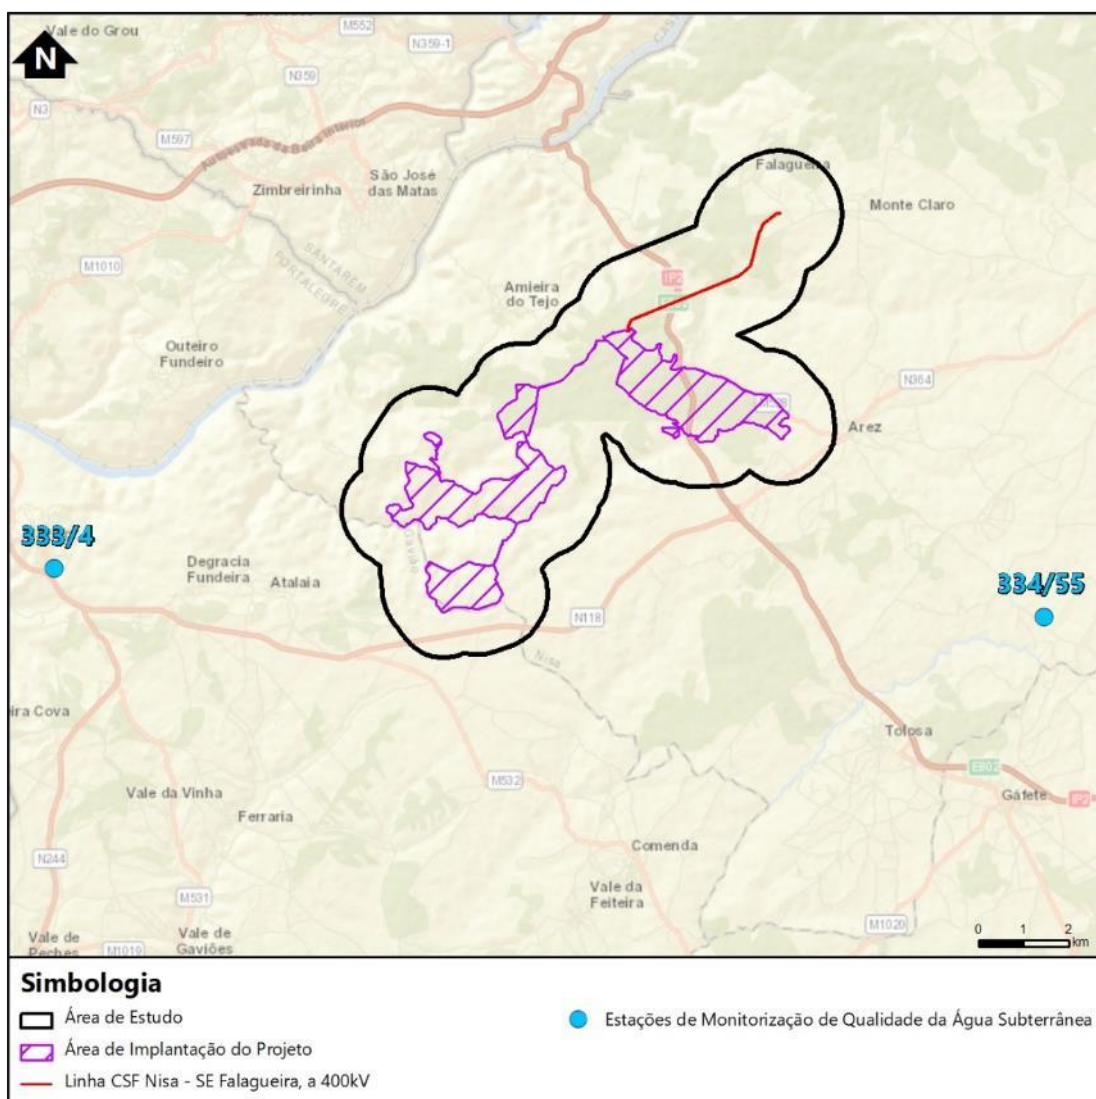 Vale do Grou
M552
N359-1
N
N359
N3
M597
Autoestrada da Beira Interior
São José
das Matas
Zimbreirinha
Falagueira
Monte Claro
M1010
SANTARÉM
PORTALEGRE
Amieira
do Tejo
IP2
Outeiro
Fundeiro
N364
Arez
333/4
Degracia
Fundeira
Atalaia
Gavião
334/55
N118
Nisa
Tolosa
E802
Gáfete
IP2
ira Cova
M532
Vale da Vinha
Ferraria
Comenda
N244
Vale da
Feiteira
M531
Vale de
Peches
M1019
Vale de
Gaviões
M1020
0 1 2
km
Simbologia
Área de Estudo
Área de Implantação do Projeto
Linha CSF Nisa - SE Falagueira, a 400kV
Estações de Monitorização de Qualidade da Água Subterrânea